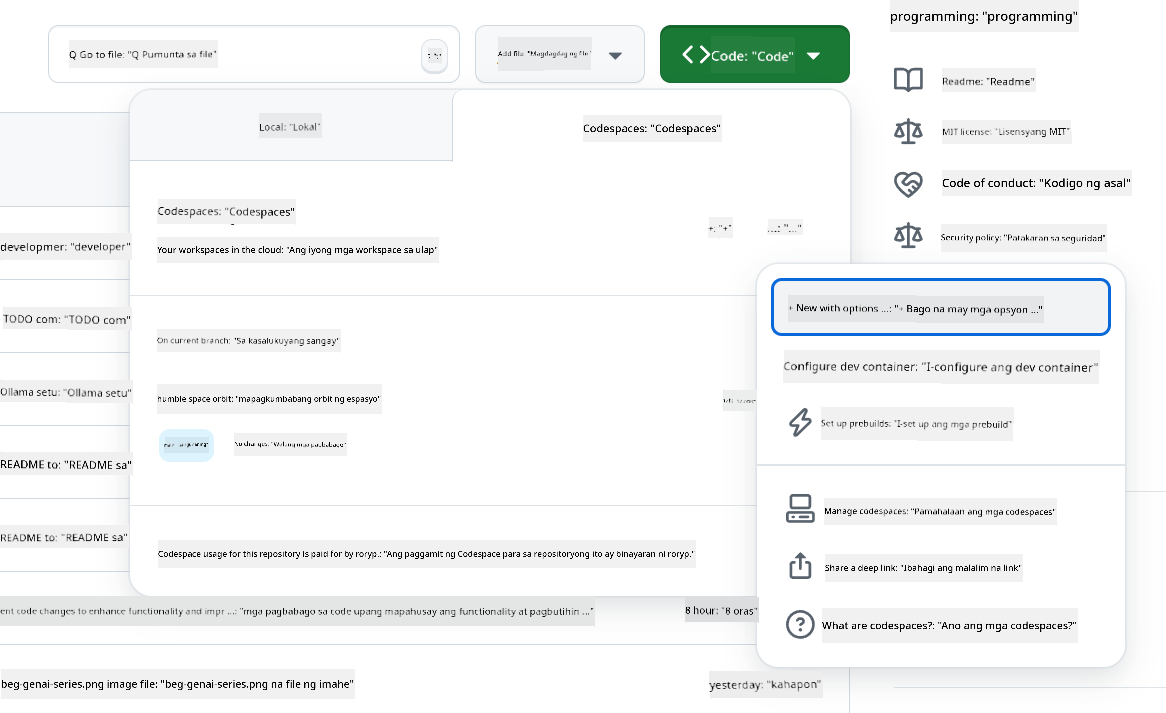 programming: "programming"
Q Go to file: "Q Pumunta sa file"
Add file: "Magdagdag ng file"
Code: "Code"
Readme: "Readme"
MIT license: "Lisensyang MIT"
Code of conduct: "Kodigo ng asal"
Security policy: "Patakaran sa seguridad"
Local: "Lokal"
Codespaces: "Codespaces"
Codespaces: "Codespaces"
+: "+"
...: "..."
Your workspaces in the cloud: "Ang iyong mga workspace sa ulap"
developmer: "developer"
TODO com: "TODO com"
Ollama setu: "Ollama setu"
README to: "README sa"
README to: "README sa"
On current branch: "Sa kasalukuyang sangay"
humble space orbit: "mapagkumbabang orbit ng espasyo"
No changes: "Walang mga pagbabago"
Codespace usage for this repository is paid for by roryp.: "Ang paggamit ng Codespace para sa repositoryong ito ay binayaran ni roryp."
+ New with options ...: "+ Bago na may mga opsyon ..."
Configure dev container: "I-configure ang dev container"
Set up prebuilds: "I-set up ang mga prebuild"
Manage codespaces: "Pamahalaan ang mga codespaces"
Share a deep link: "Ibahagi ang malalim na link"
What are codespaces?: "Ano ang mga codespaces?"
ent code changes to enhance functionality and impr ...: "mga pagbabago sa code upang mapahusay ang functionality at pagbutihin ..."
8 hour: "8 oras"
beg-genai-series.png image file: "beg-genai-series.png na file ng imahe"
yesterday: "kahapon"